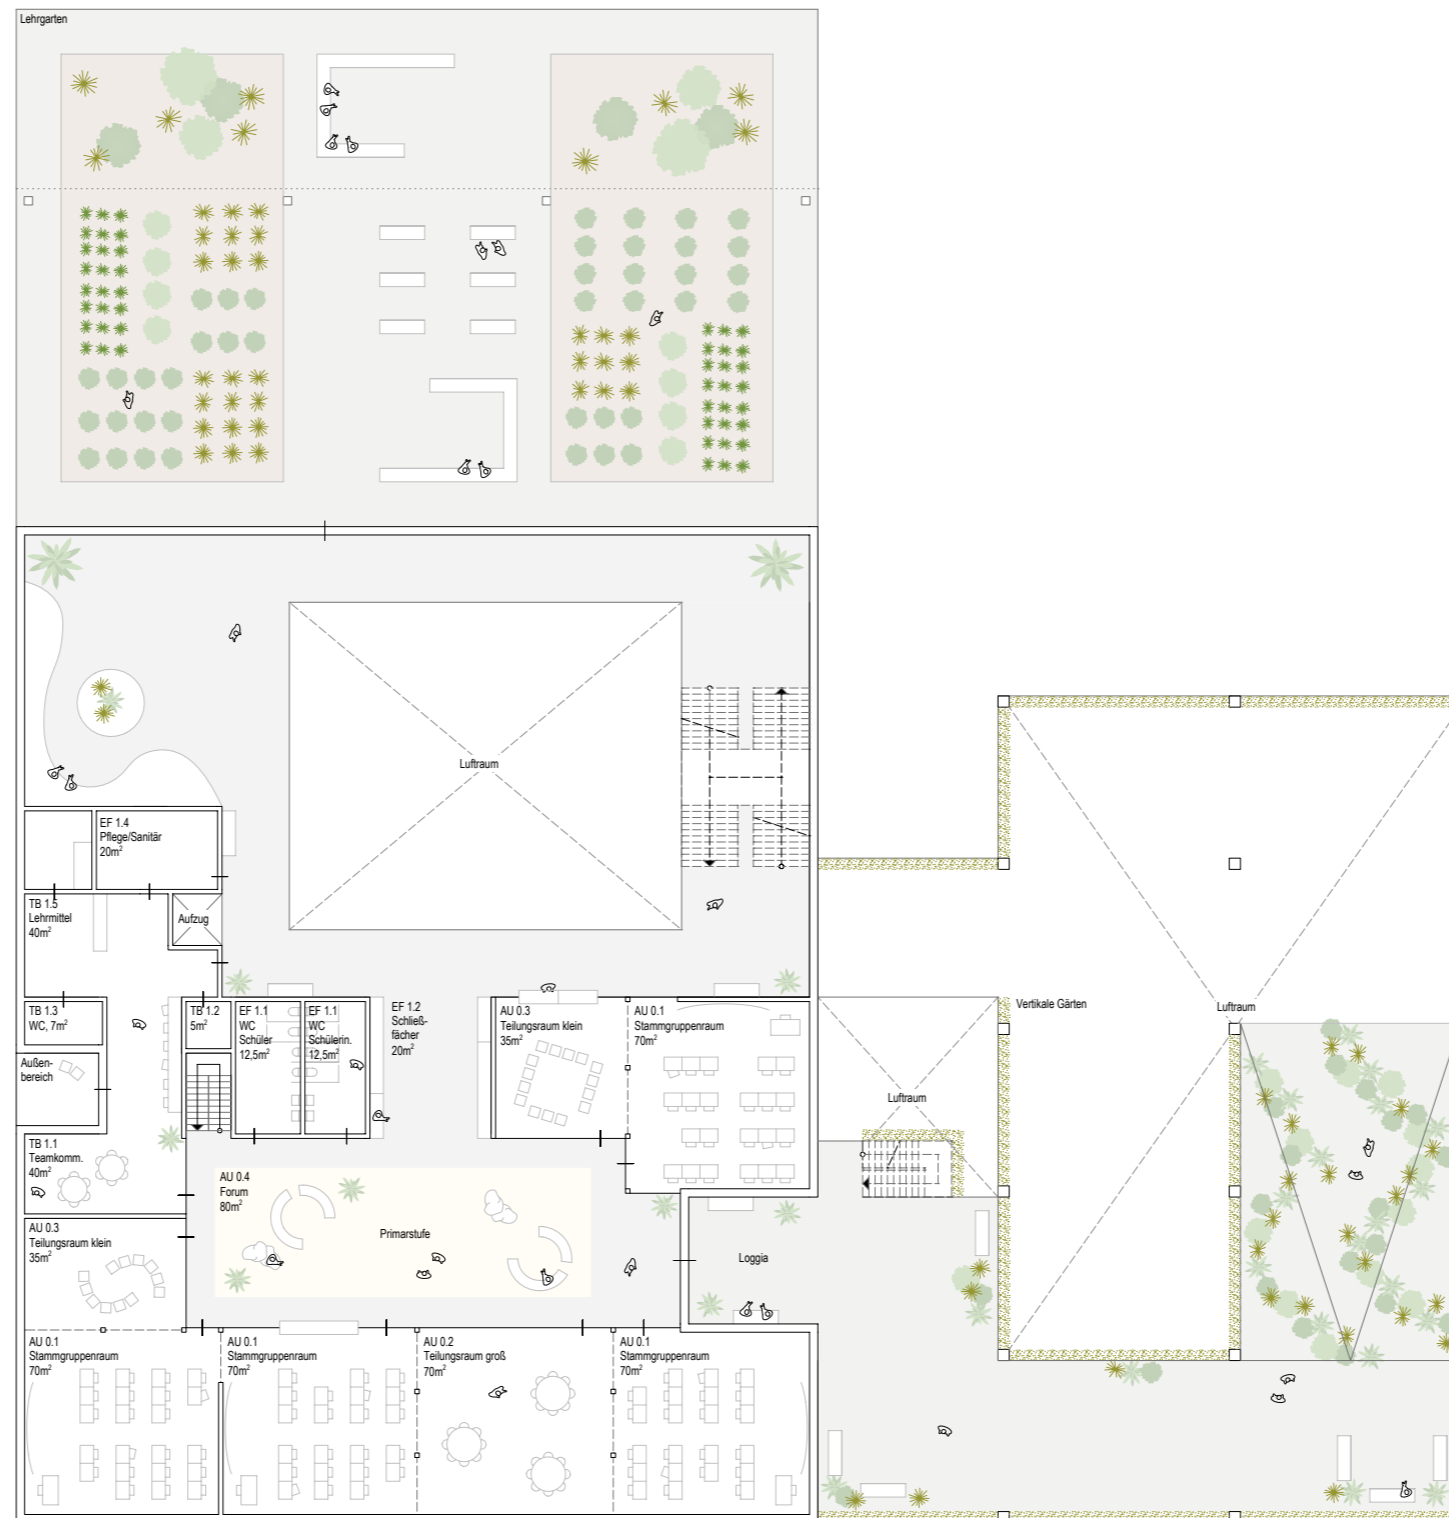 Lehrgarten
Luftraum
EF 1.4
Pflege/Sanitär
20m²
TB 1.5
Lehrmittel
40m²
Aufzug
TB 1.3
WC, 7m²
TB 1.2
5m²
EF 1.1
WC
Schüler
12,5m²
EF 1.1
WC
Schülerin.
12,5m²
EF 1.2
Schließ-
fächer
20m²
AU 0.3
Teilungsraum klein
35m²
AU 0.1
Stammgruppenraum
70m²
Vertikale Gärten
Luftraum
Luftraum
Außen-
bereich
TB 1.1
Teamkomm.
40m²
AU 0.4
Forum
80m²
Primarstufe
Loggia
AU 0.3
Teilungsraum klein
35m²
AU 0.1
Stammgruppenraum
70m²
AU 0.1
Stammgruppenraum
70m²
AU 0.2
Teilungsraum groß
70m²
AU 0.1
Stammgruppenraum
70m²